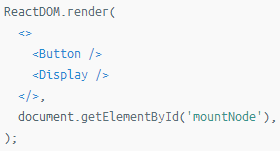 ReactDOM.render(
  <>
    <Button />
    <Display />
  </>,
  document.getElementById('mountNode'),
);